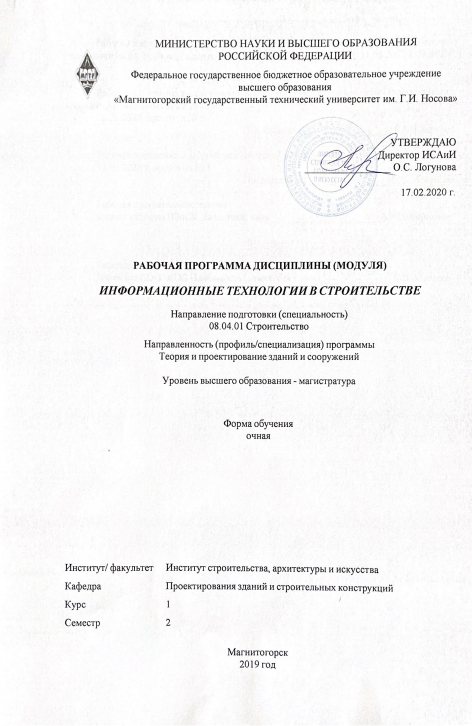 МИНИСТЕРСТВО НАУКИ И ВЫСШЕГО ОБРАЗОВАНИЯ
РОССИЙСКОЙ ФЕДЕРАЦИИ
Федеральное государственное бюджетное образовательное учреждение
высшего образования
«Магнитогорский государственный технический университет им. Г.И. Носова»
УТВЕРЖДАЮ
Директор ИСАиИ
О.С. Логунова
17.02.2020 г.
РАБОЧАЯ ПРОГРАММА ДИСЦИПЛИНЫ (МОДУЛЯ)
ИНФОРМАЦИОННЫЕ ТЕХНОЛОГИИ В СТРОИТЕЛЬСТВЕ
Направление подготовки (специальность)
08.04.01 Строительство
Направленность (профиль/специализация) программы
Теория и проектирование зданий и сооружений
Уровень высшего образования - магистратура
Форма обучения
очная
Институт/ факультет Институт строительства, архитектуры и искусства
Кафедра Проектирования зданий и строительных конструкций
Курс 1
Семестр 2
Магнитогорск
2019 год